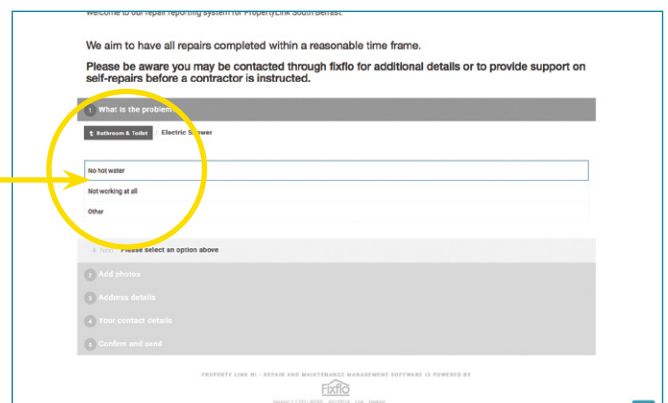 Welcome to our repair reporting system for PropertyLink South Belfast.
We aim to have all repairs completed within a reasonable time frame.
Please be aware you may be contacted through fixflo for additional details or to provide support on
self-repairs before a contractor is instructed.
1 What is the problem
Bathroom & Toilet / Electric Shower
No hot water
Not working at all
Other
Next Please select an option above
2 Add photos
3 Address details
4 Your contact details
5 Confirm and send
PROPERTY LINK NI - REPAIR AND MAINTENANCE MANAGEMENT SOFTWARE IS POWERED BY
Fixflo